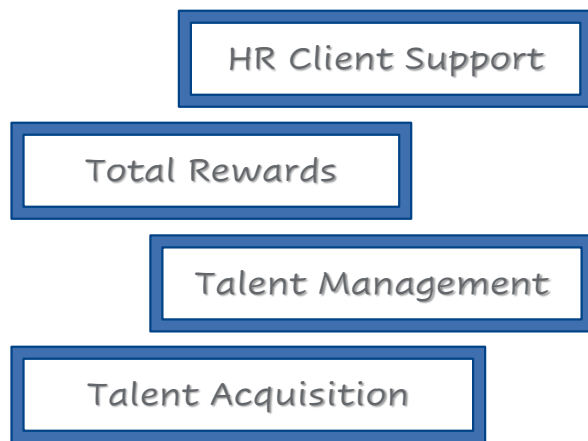 HR Client Support
Total Rewards
Talent Management
Talent Acquisition